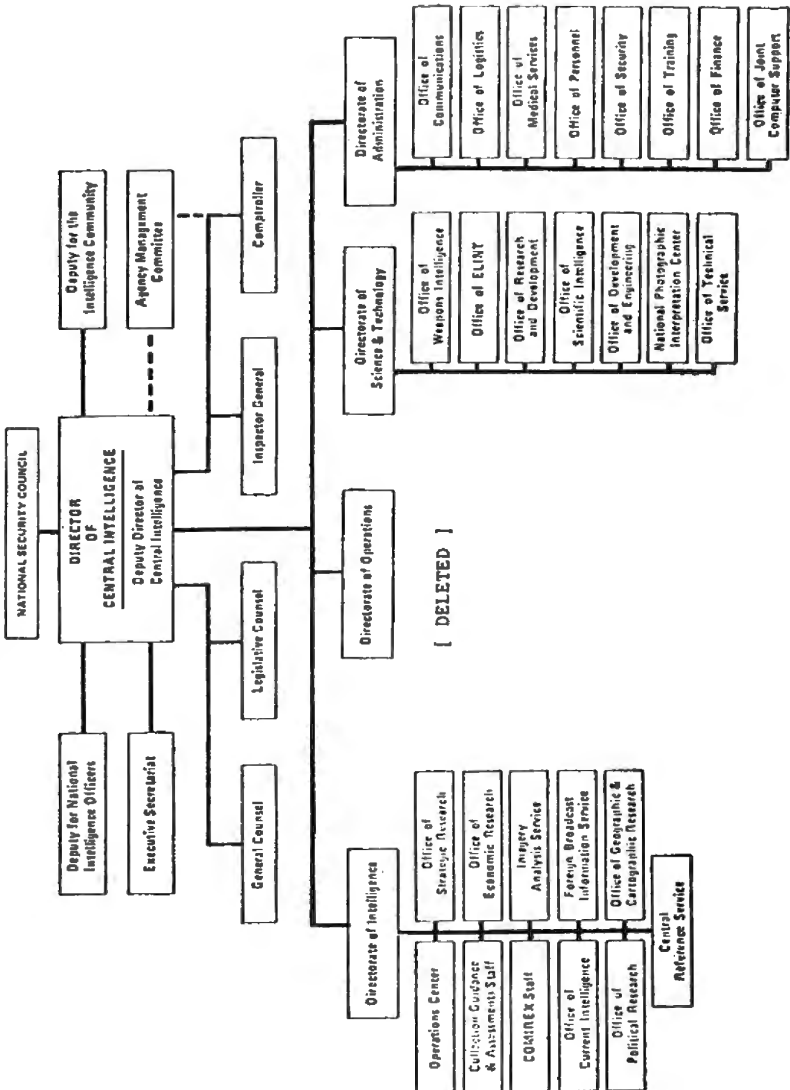 NATIONAL SECURITY COUNCIL
DIRECTOR
OF
CENTRAL INTELLIGENCE
Deputy Director of
Central Intelligence
Deputy for National
Intelligence Officers
Executive Secretariat
Deputy for the
Intelligence Community
Agency Management
Committee
General Counsel
Legislative Counsel
Inspector General
Comptroller
Directorate of Intelligence
Operations Center
Collection Guidance
& Assessments Staff
COMIREX Staff
Office of
Current Intelligence
Office of
Political Research
Office of
Strategic Research
Office of
Economic Research
Imagery
Analysis Service
Foreign Broadcast
Information Service
Office of Geographic &
Cartographic Research
Central
Reference Service
Directorate of Operations
[ DELETED ]
Directorate of
Science & Technology
Office of
Weapons Intelligence
Office of ELINT
Office of Research
and Development
Office of
Scientific Intelligence
Office of Development
and Engineering
National Photographic
Interpretation Center
Office of Technical
Service
Directorate of
Administration
Office of
Communications
Office of Logistics
Office of
Medical Services
Office of Personnel
Office of Security
Office of Training
Office of Finance
Office of Joint
Computer Support